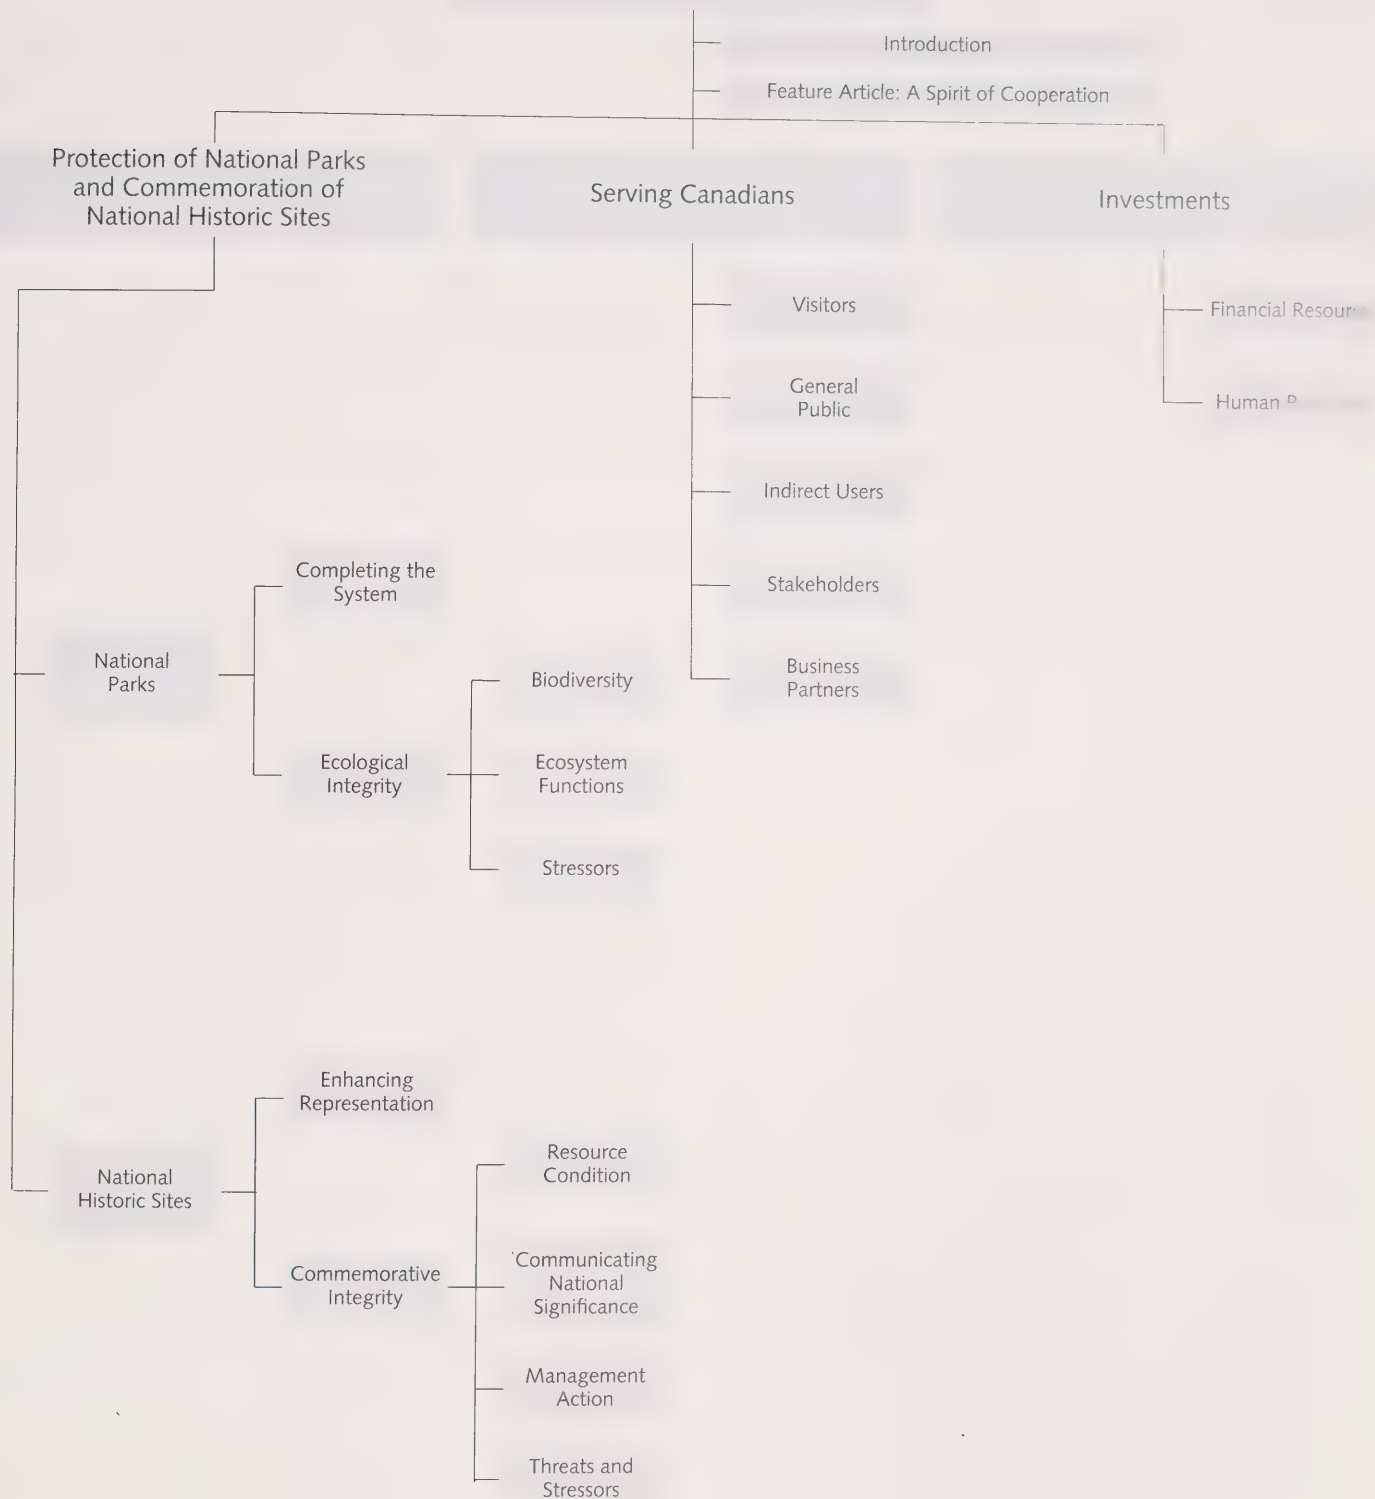 Introduction
Feature Article: A Spirit of Cooperation
Protection of National Parks
and Commemoration of
National Historic Sites
Serving Canadians
Investments
Visitors
General
Public
Indirect Users
Stakeholders
Business
Partners
Financial
Human
National
Parks
Completing the
System
Ecological
Integrity
Biodiversity
Ecosystem
Functions
Stressors
National
Historic Sites
Enhancing
Representation
Commemorative
Integrity
Resource
Condition
Communicating
National
Significance
Management
Action
Threats and
Stressors